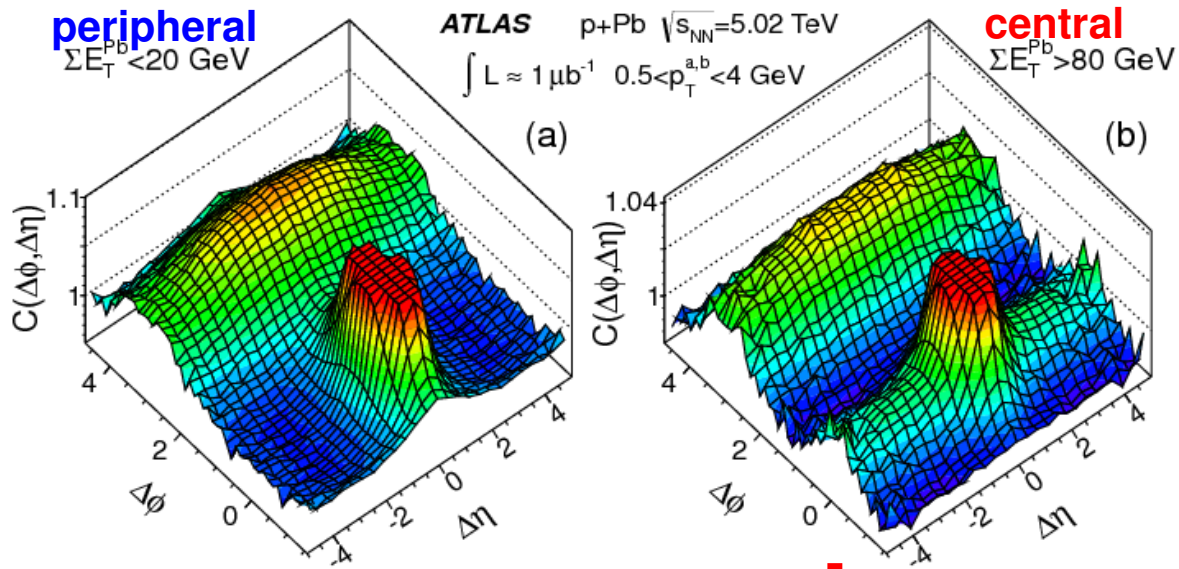 peripheral
ΣE_T^Pb<20 GeV
ATLAS p+Pb √s_NN=5.02 TeV
∫ L ≈ 1 μb⁻¹ 0.5<p_T^a,b<4 GeV
central
ΣE_T^Pb>80 GeV
(a)
C(Δϕ,Δη)
1.1
1
4
2
0
Δϕ
-4
-2
0
2
4
Δη
(b)
C(Δϕ,Δη)
1.04
1
4
2
0
Δϕ
-4
-2
0
2
4
Δη